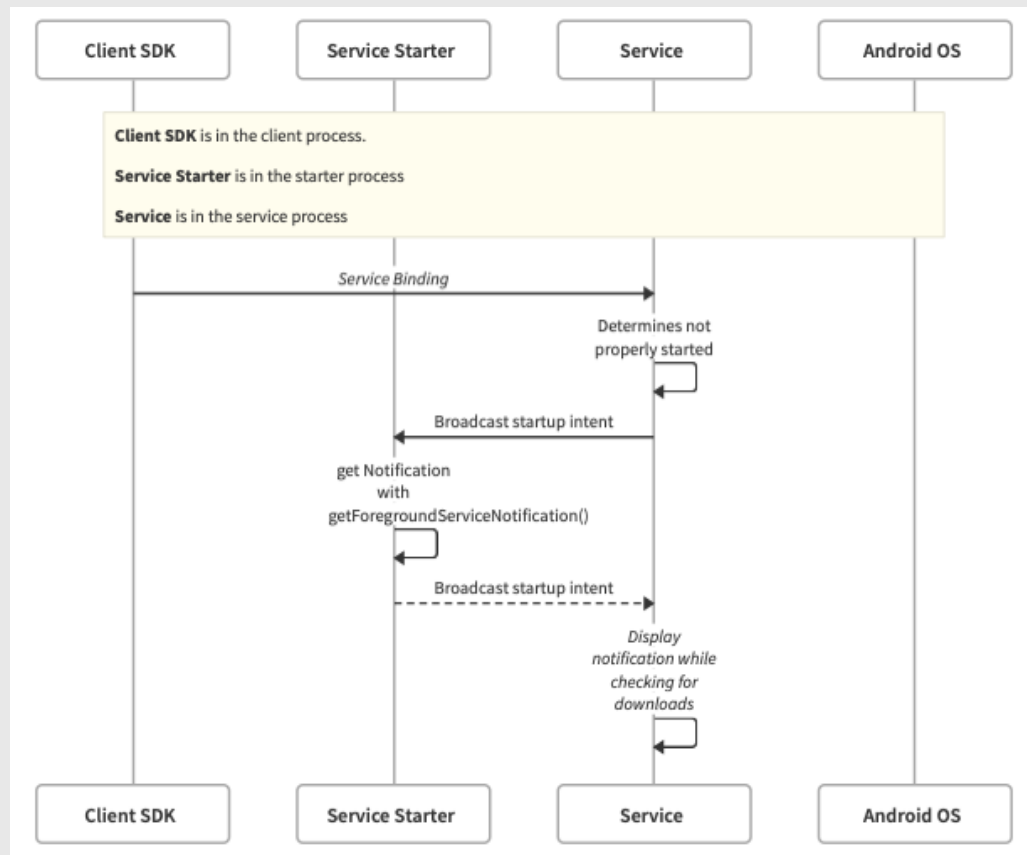 Client SDK
Service Starter
Service
Android OS
Client SDK is in the client process.
Service Starter is in the starter process
Service is in the service process
Service Binding
Determines not
properly started
Broadcast startup intent
get Notification
with
getForegroundServiceNotification()
Broadcast startup intent
Display
notification while
checking for
downloads
Client SDK
Service Starter
Service
Android OS